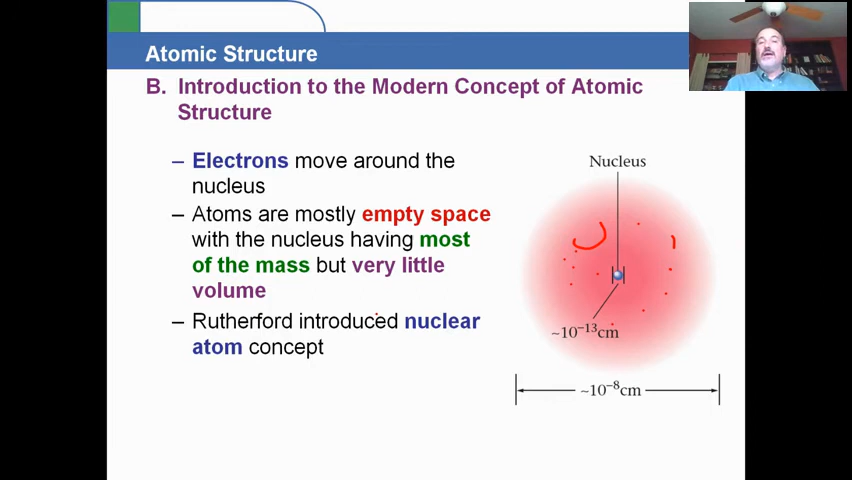 Atomic Structure
B. Introduction to the Modern Concept of Atomic
Structure
– Electrons move around the
nucleus
– Atoms are mostly empty space
with the nucleus having most
of the mass but very little
volume
– Rutherford introduced nuclear
atom concept
Nucleus
~10⁻¹³cm
~10⁻⁸cm